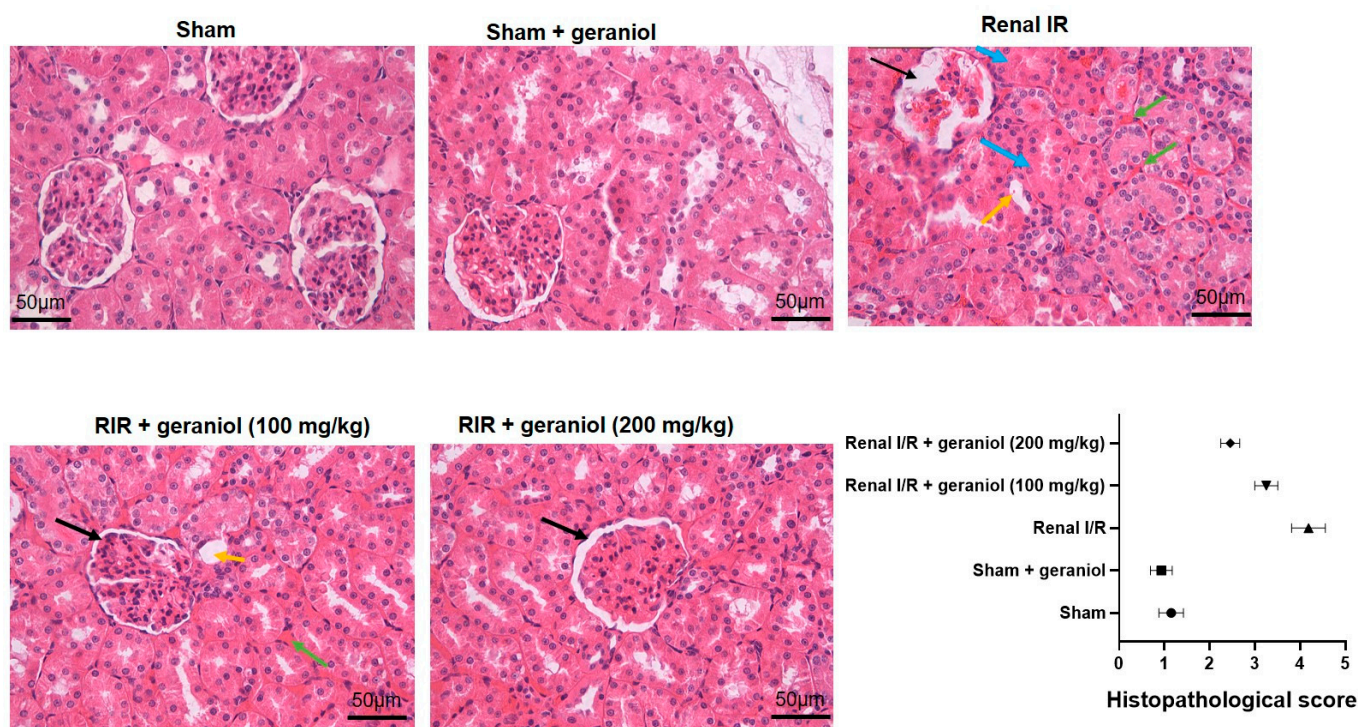 Sham
Sham + geraniol
Renal IR
50µm
50µm
50µm
RIR + geraniol (100 mg/kg)
RIR + geraniol (200 mg/kg)
50µm
50µm
Renal I/R + geraniol (200 mg/kg)
Renal I/R + geraniol (100 mg/kg)
Renal I/R
Sham + geraniol
Sham
0 1 2 3 4 5
Histopathological score